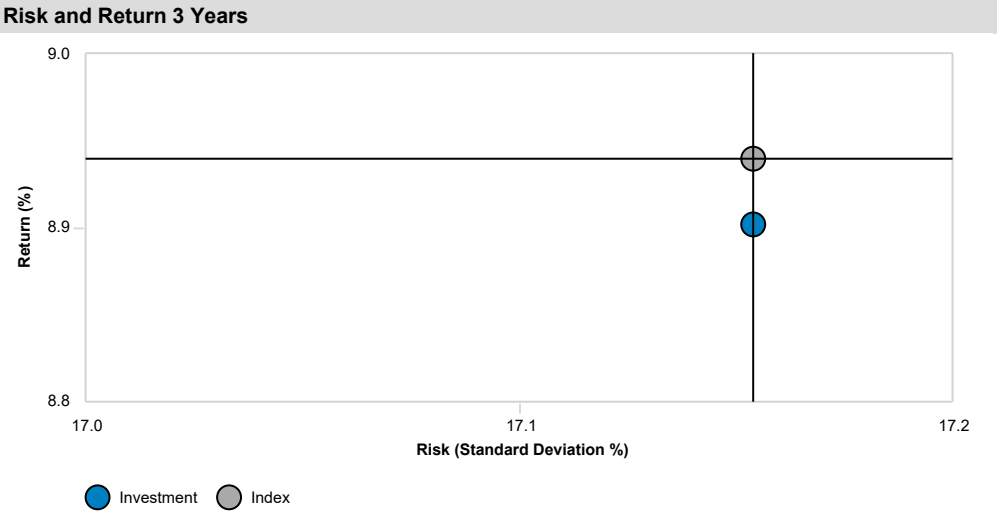 Risk and Return 3 Years
9.0
8.9
8.8
Return (%)
17.0
17.1
17.2
Risk (Standard Deviation %)
Investment
Index